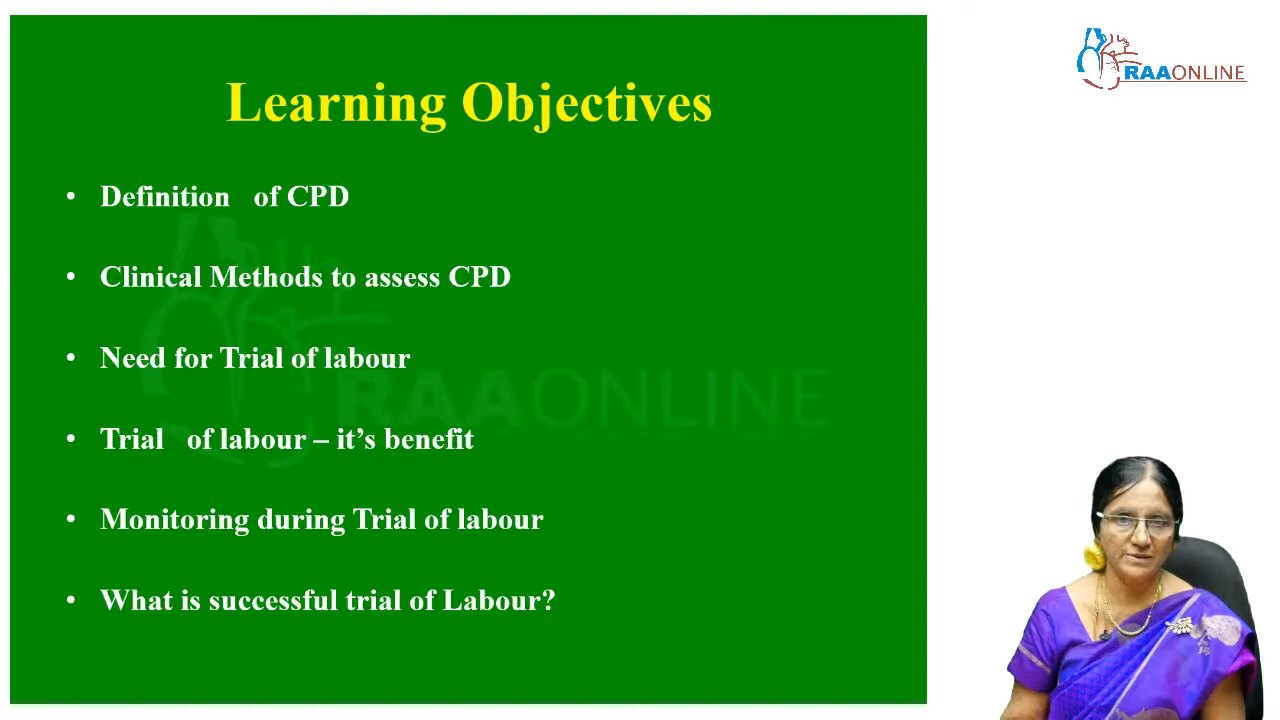 Learning Objectives
RAAONLINE
• Definition of CPD
• Clinical Methods to assess CPD
• Need for Trial of labour
RAAONLINE
• Trial of labour – it’s benefit
• Monitoring during Trial of labour
• What is successful trial of Labour?